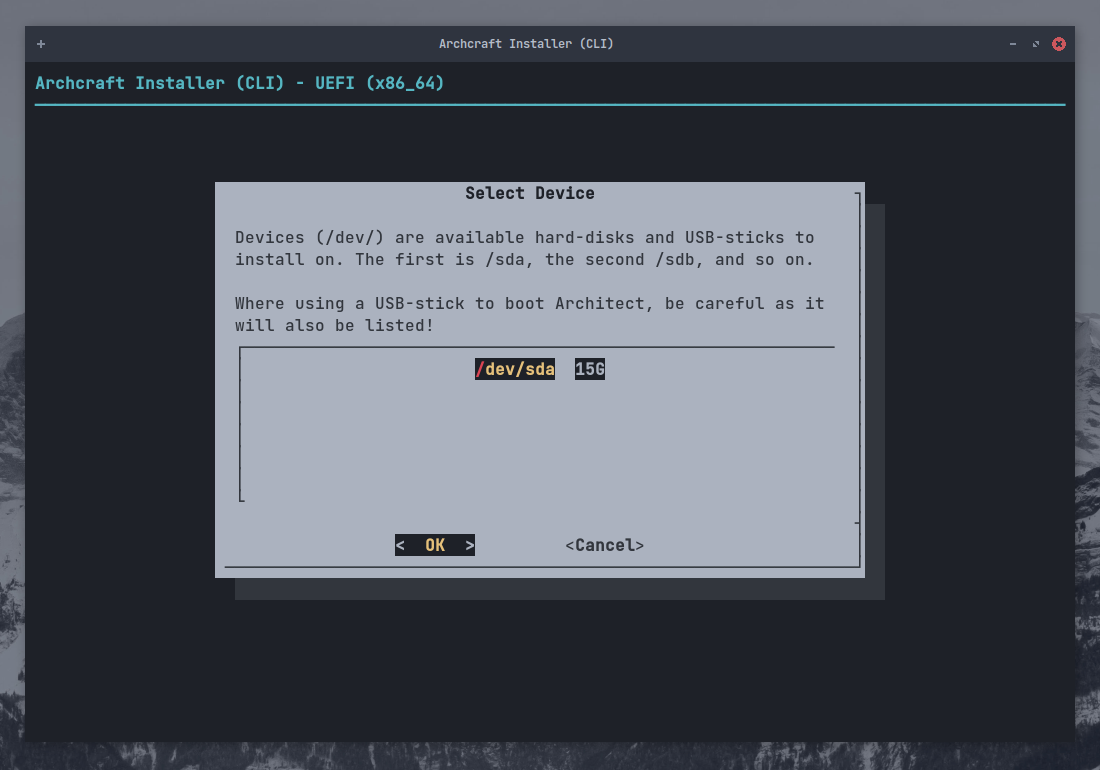 Archcraft Installer (CLI)
Archcraft Installer (CLI) - UEFI (x86_64)
Select Device
Devices (/dev/) are available hard-disks and USB-sticks to
install on. The first is /sda, the second /sdb, and so on.
Where using a USB-stick to boot Architect, be careful as it
will also be listed!
/dev/sda 15G
< OK > <Cancel>